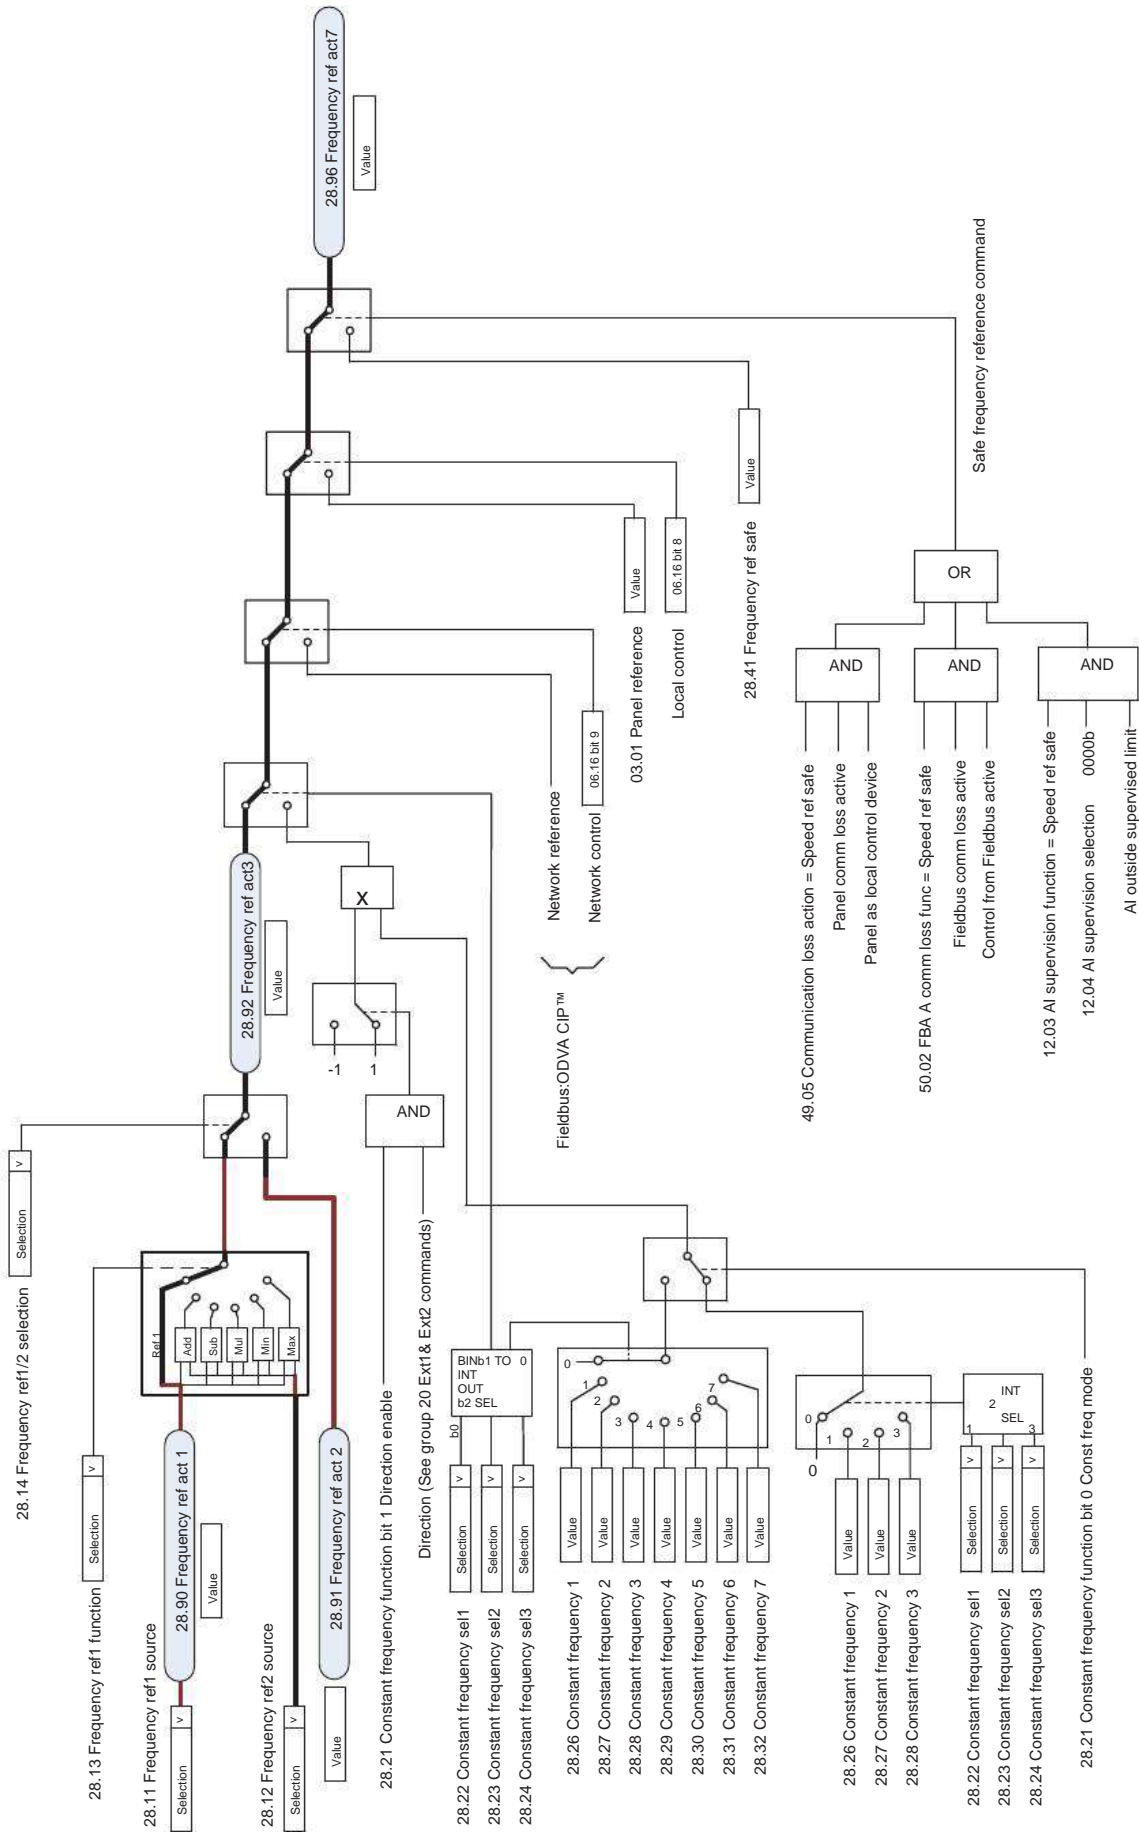 28.14 Frequency ref1/2 selection
Selection
v
28.13 Frequency ref1 function
Selection
v
28.11 Frequency ref1 source
Selection
v
28.90 Frequency ref act 1
Value
28.12 Frequency ref2 source
Selection
v
Value
28.91 Frequency ref act 2
Ref 1
Add
Sub
Mul
Min
Max
28.92 Frequency ref act3
Value
28.96 Frequency ref act7
Value
28.21 Constant frequency function bit 1 Direction enable
Direction (See group 20 Ext1& Ext2 commands)
AND
-1
1
X
28.22 Constant frequency sel1
28.23 Constant frequency sel2
28.24 Constant frequency sel3
Selection
v
Selection
v
Selection
v
b0
BINb1 TO 0
INT
OUT
b2 SEL
28.26 Constant frequency 1
28.27 Constant frequency 2
28.28 Constant frequency 3
28.29 Constant frequency 4
28.30 Constant frequency 5
28.31 Constant frequency 6
28.32 Constant frequency 7
Value
Value
Value
Value
Value
Value
Value
0
1
2
3
4
5
6
7
28.26 Constant frequency 1
28.27 Constant frequency 2
28.28 Constant frequency 3
Value
Value
Value
0
0
1
2
3
28.22 Constant frequency sel1
28.23 Constant frequency sel2
28.24 Constant frequency sel3
Selection
v
Selection
v
Selection
v
INT
2
SEL
1
3
28.21 Constant frequency function bit 0 Const freq mode
Fieldbus:ODVA CIP™
Network reference
Network control
06.16 bit 9
03.01 Panel reference
Value
Local control
06.16 bit 8
28.41 Frequency ref safe
Value
49.05 Communication loss action = Speed ref safe
Panel comm loss active
Panel as local control device
AND
50.02 FBA A comm loss func = Speed ref safe
Fieldbus comm loss active
Control from Fieldbus active
AND
12.03 AI supervision function = Speed ref safe
12.04 AI supervision selection 0000b
AI outside supervised limit
AND
OR
Safe frequency reference command